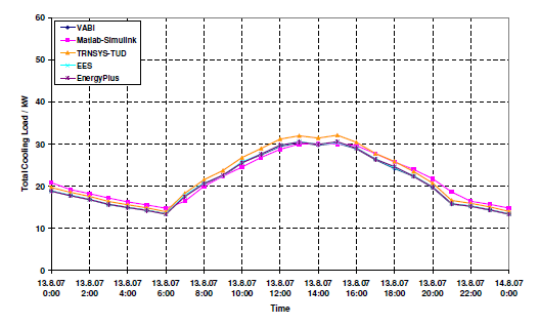 60
50
40
30
20
10
0
Total Cooling Load / kW
VABI
Matlab-Simulink
TRNSYS-TUD
EES
EnergyPlus
13.8.07 13.8.07 13.8.07 13.8.07 13.8.07 13.8.07 13.8.07 13.8.07 13.8.07 13.8.07 13.8.07 13.8.07 14.8.07
0:00 2:00 4:00 6:00 8:00 10:00 12:00 14:00 16:00 18:00 20:00 22:00 0:00
Time